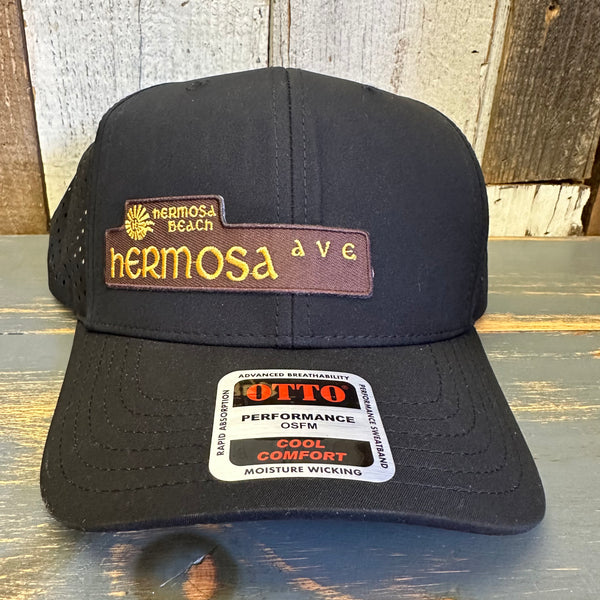 hERMOSA
BEACH
hERMOSA AVE
ADVANCED BREATHABILITY
RAPID ABSORPTION
OTTO
PERFORMANCE
OSFM
COOL
COMFORT
MOISTURE WICKING
PERFORMANCE SWEATBAND